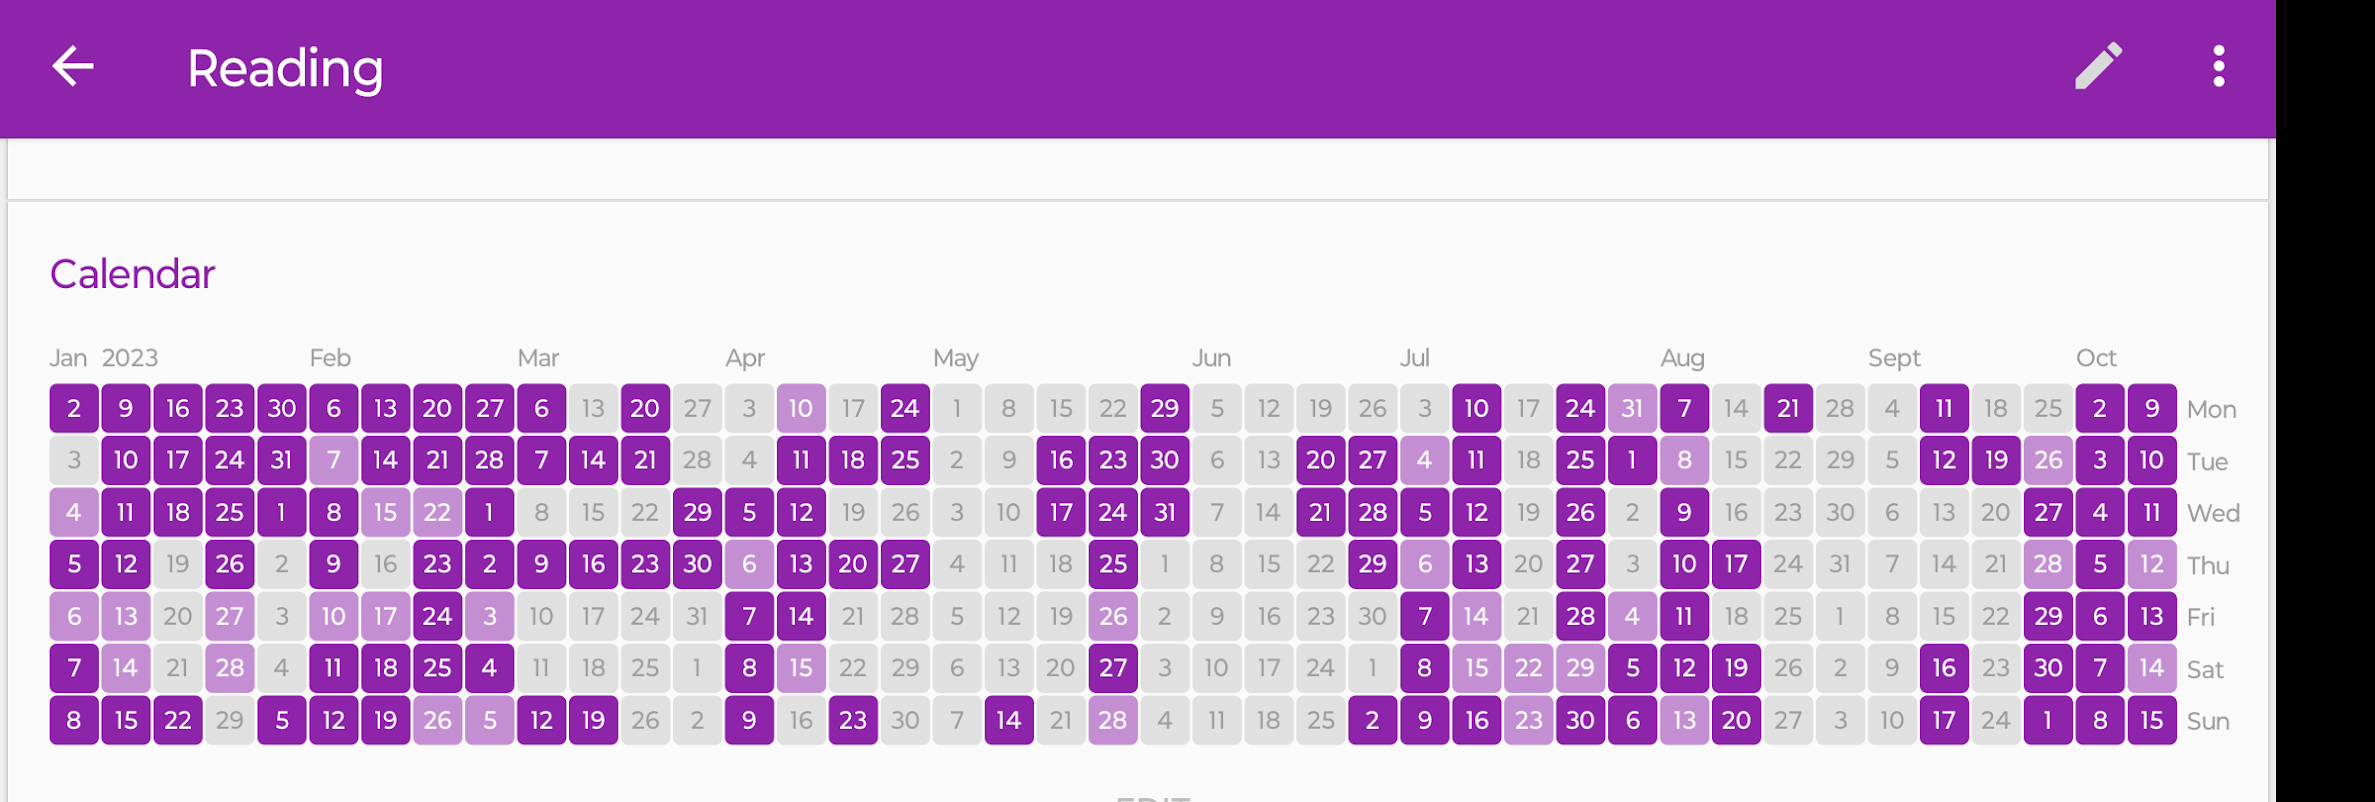 Reading
Calendar
Jan 2023 Feb Mar Apr May Jun Jul Aug Sept Oct
2 9 16 23 30 6 13 20 27 6 13 20 27 3 10 17 24 1 8 15 22 29 5 12 19 26 3 10 17 24 31 7 14 21 28 4 11 18 25 2 9 Mon
3 10 17 24 31 7 14 21 28 7 14 21 28 4 11 18 25 2 9 16 23 30 6 13 20 27 4 11 18 25 1 8 15 22 29 5 12 19 26 3 10 Tue
4 11 18 25 1 8 15 22 1 8 15 22 29 5 12 19 26 3 10 17 24 31 7 14 21 28 5 12 19 26 2 9 16 23 30 6 13 20 27 4 11 Wed
5 12 19 26 2 9 16 23 2 9 16 23 30 6 13 20 27 4 11 18 25 1 8 15 22 29 6 13 20 27 3 10 17 24 31 7 14 21 28 5 12 Thu
6 13 20 27 3 10 17 24 3 10 17 24 31 7 14 21 28 5 12 19 26 2 9 16 23 30 7 14 21 28 4 11 18 25 1 8 15 22 29 6 13 Fri
7 14 21 28 4 11 18 25 4 11 18 25 1 8 15 22 29 6 13 20 27 3 10 17 24 1 8 15 22 29 5 12 19 26 2 9 16 23 30 7 14 Sat
8 15 22 29 5 12 19 26 5 12 19 26 2 9 16 23 30 7 14 21 28 4 11 18 25 2 9 16 23 30 6 13 20 27 3 10 17 24 1 8 15 Sun
EDIT